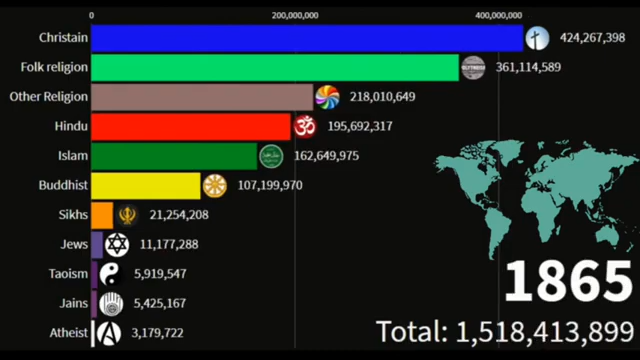 0 200,000,000 400,000,000
Christain 424,267,398
Folk religion 361,114,589
Other Religion 218,010,649
Hindu 195,692,317
Islam 162,649,975
Buddhist 107,199,970
Sikhs 21,254,208
Jews 11,177,288
Taoism 5,919,547
Jains 5,425,167
Atheist 3,179,722
1865
Total: 1,518,413,899